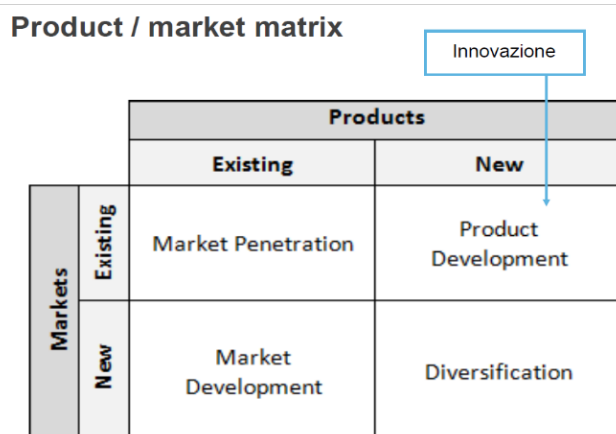 Product / market matrix
Innovazione
Products
Existing
New
Markets
Existing
Market Penetration
Product
Development
New
Market
Development
Diversification